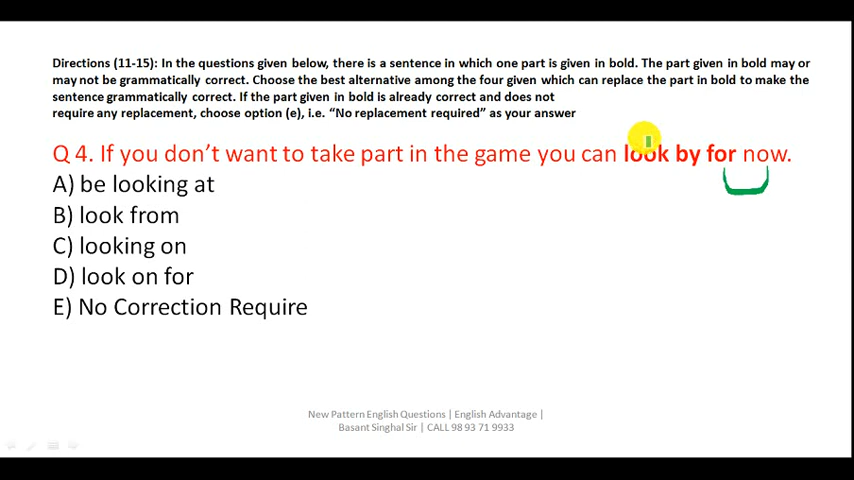 Directions (11-15): In the questions given below, there is a sentence in which one part is given in bold. The part given in bold may or
may not be grammatically correct. Choose the best alternative among the four given which can replace the part in bold to make the
sentence grammatically correct. If the part given in bold is already correct and does not
require any replacement, choose option (e), i.e. “No replacement required” as your answer
Q 4. If you don’t want to take part in the game you can look by for now.
A) be looking at
B) look from
C) looking on
D) look on for
E) No Correction Require
New Pattern English Questions | English Advantage |
Basant Singhal Sir | CALL 98 93 71 9933